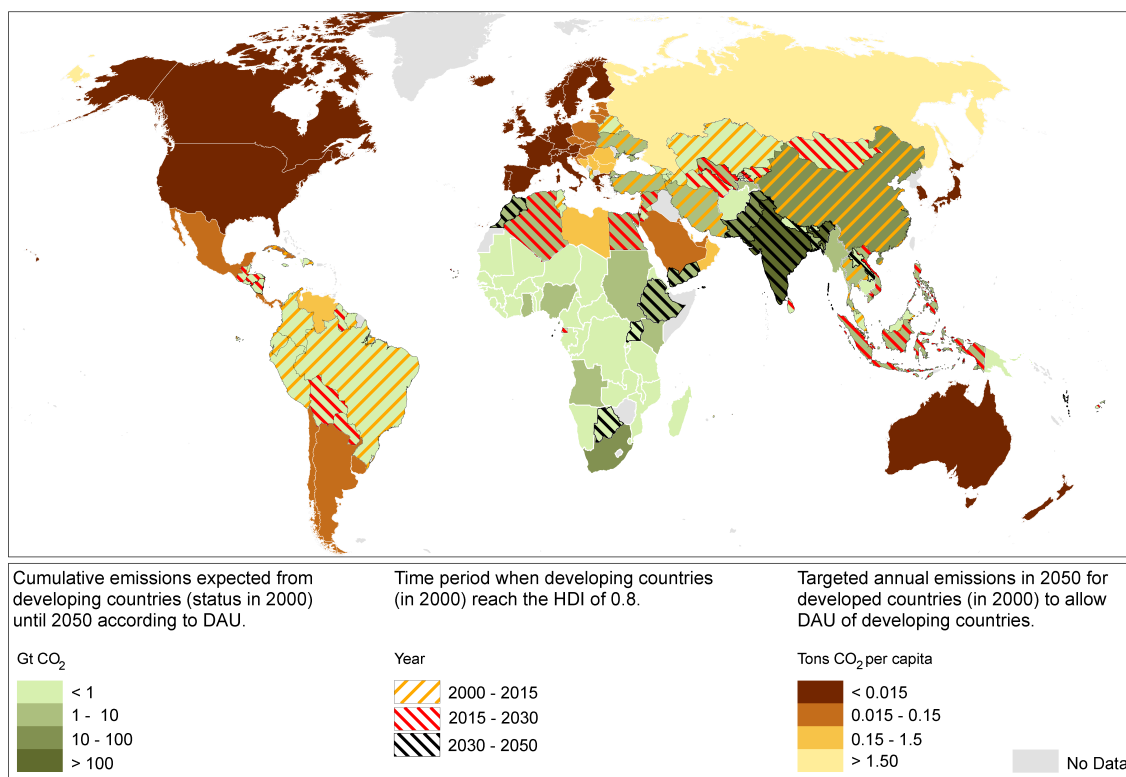 Cumulative emissions expected from
developing countries (status in 2000)
until 2050 according to DAU.
Gt CO2
< 1
1 - 10
10 - 100
> 100
Time period when developing countries
(in 2000) reach the HDI of 0.8.
Year
2000 - 2015
2015 - 2030
2030 - 2050
Targeted annual emissions in 2050 for
developed countries (in 2000) to allow
DAU of developing countries.
Tons CO2 per capita
< 0.015
0.015 - 0.15
0.15 - 1.5
> 1.50
No Data